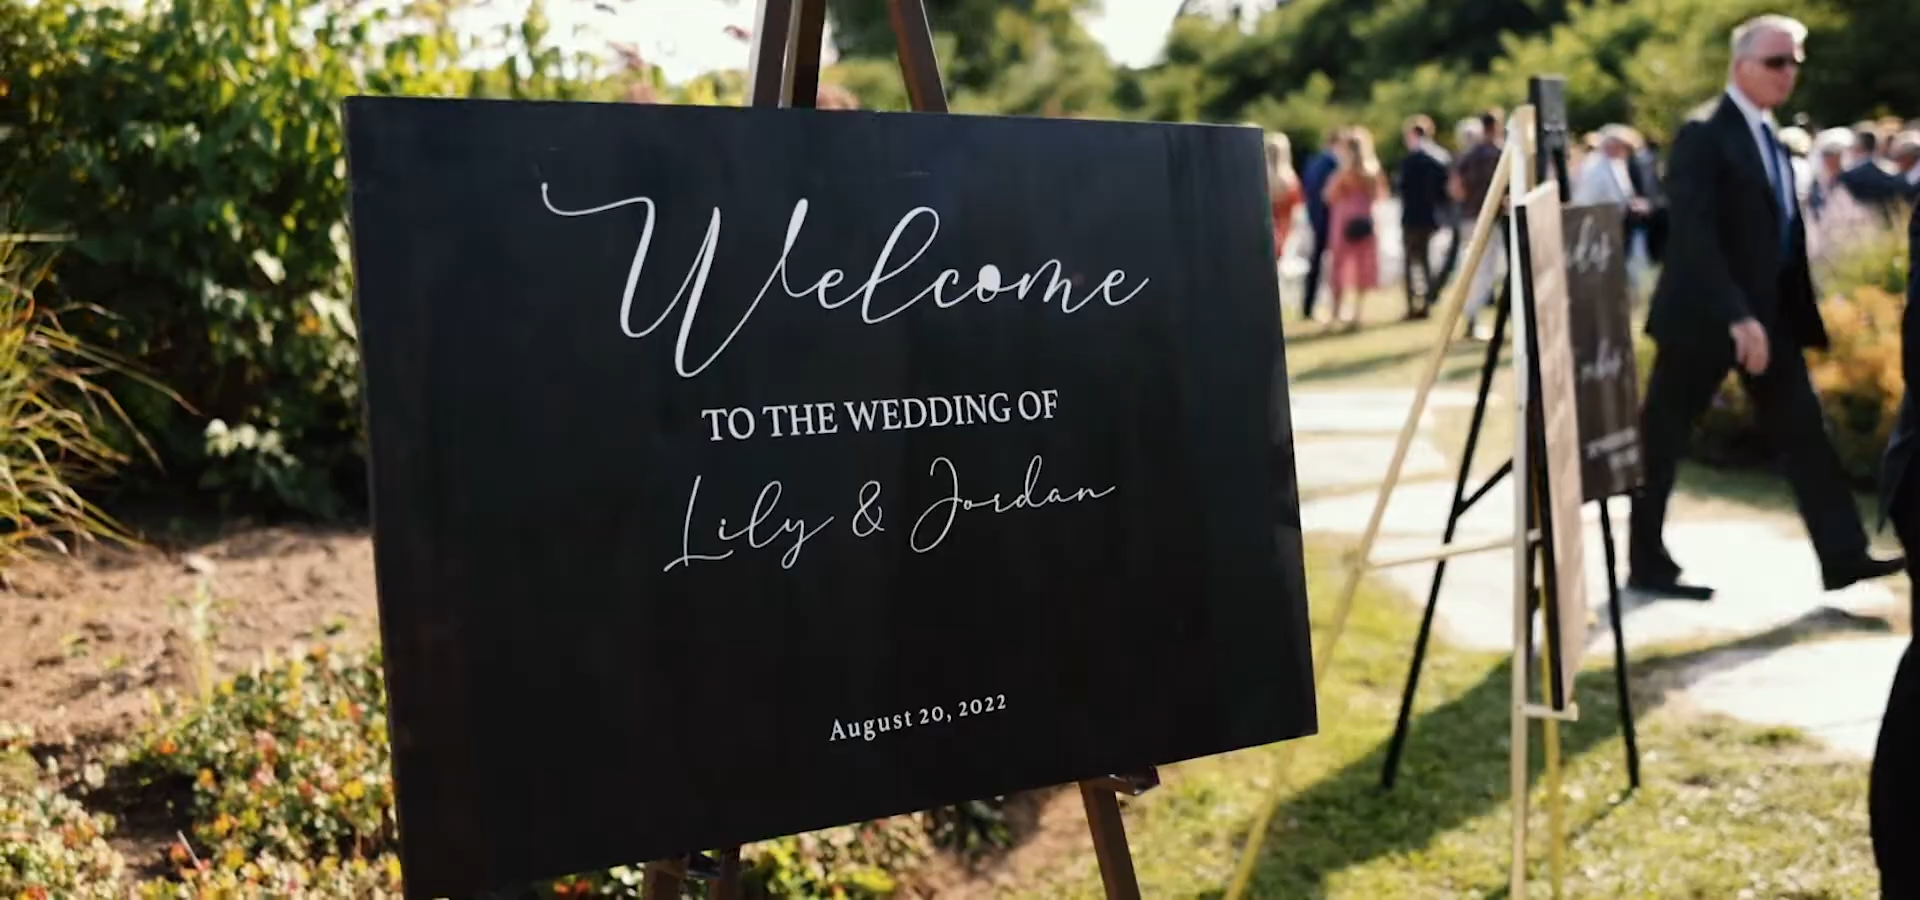 Welcome
TO THE WEDDING OF
Lily & Jordan
August 20, 2022